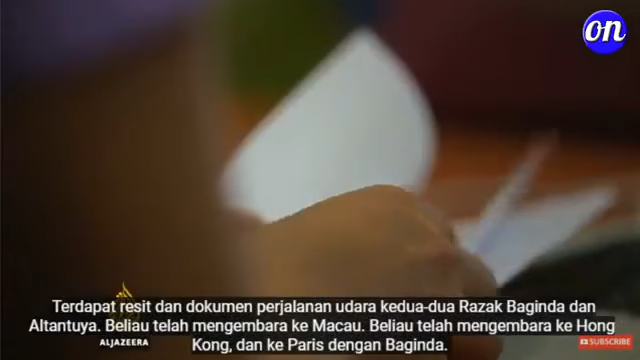 on
Terdapat resit dan dokumen perjalanan udara kedua-dua Razak Baginda dan
Altantuya. Beliau telah mengembara ke Macau. Beliau telah mengembara ke Hong
Kong, dan ke Paris dengan Baginda.
ALJAZEERA
SUBSCRIBE